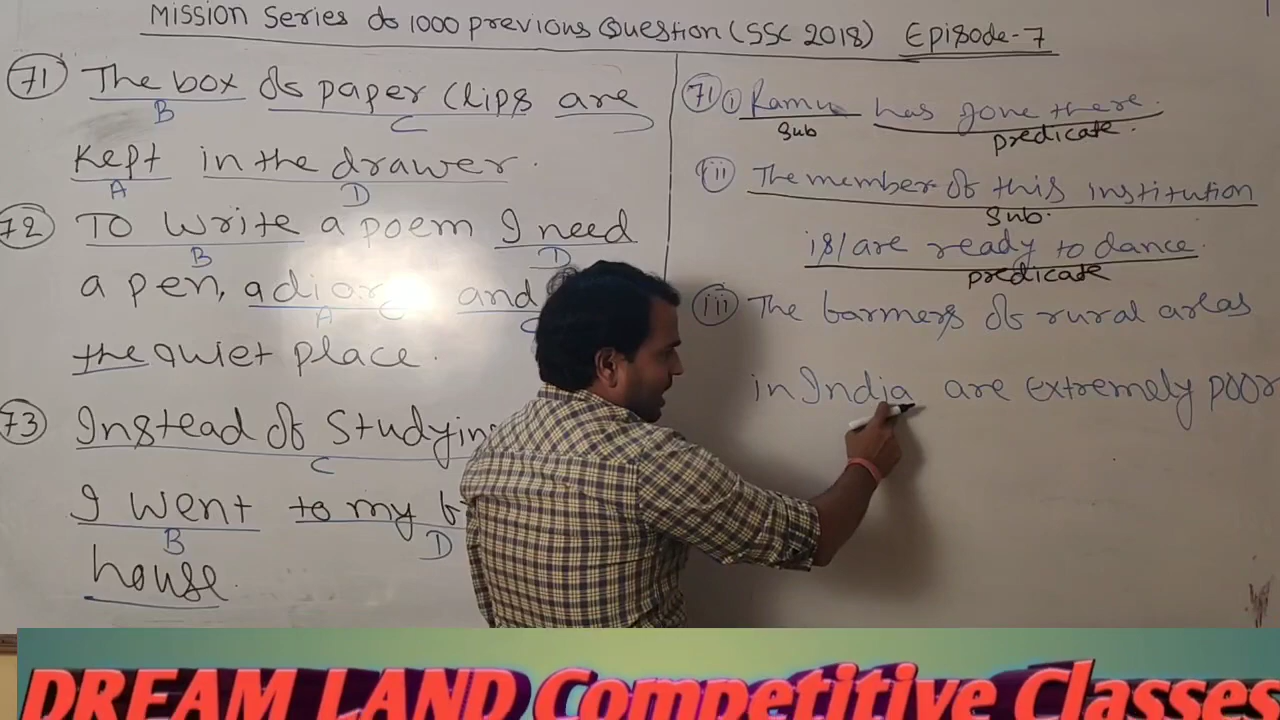 Mission Series of 1000 previous Question (SSC 2018) Episode-7
71 The box of paper clips are
B C
kept in the drawer.
A D
72 To write a poem I need
B D
a pen, a diary and
A C
the quiet place.
73 Instead of studying
C
I went to my
B D
house.
71 i Ramu has gone there.
Sub predicate.
ii The member of this institution
Sub.
is/are ready to dance.
predicate
iii The farmers of rural areas
in India are extremely poor
DREAM LAND Competitive Classes